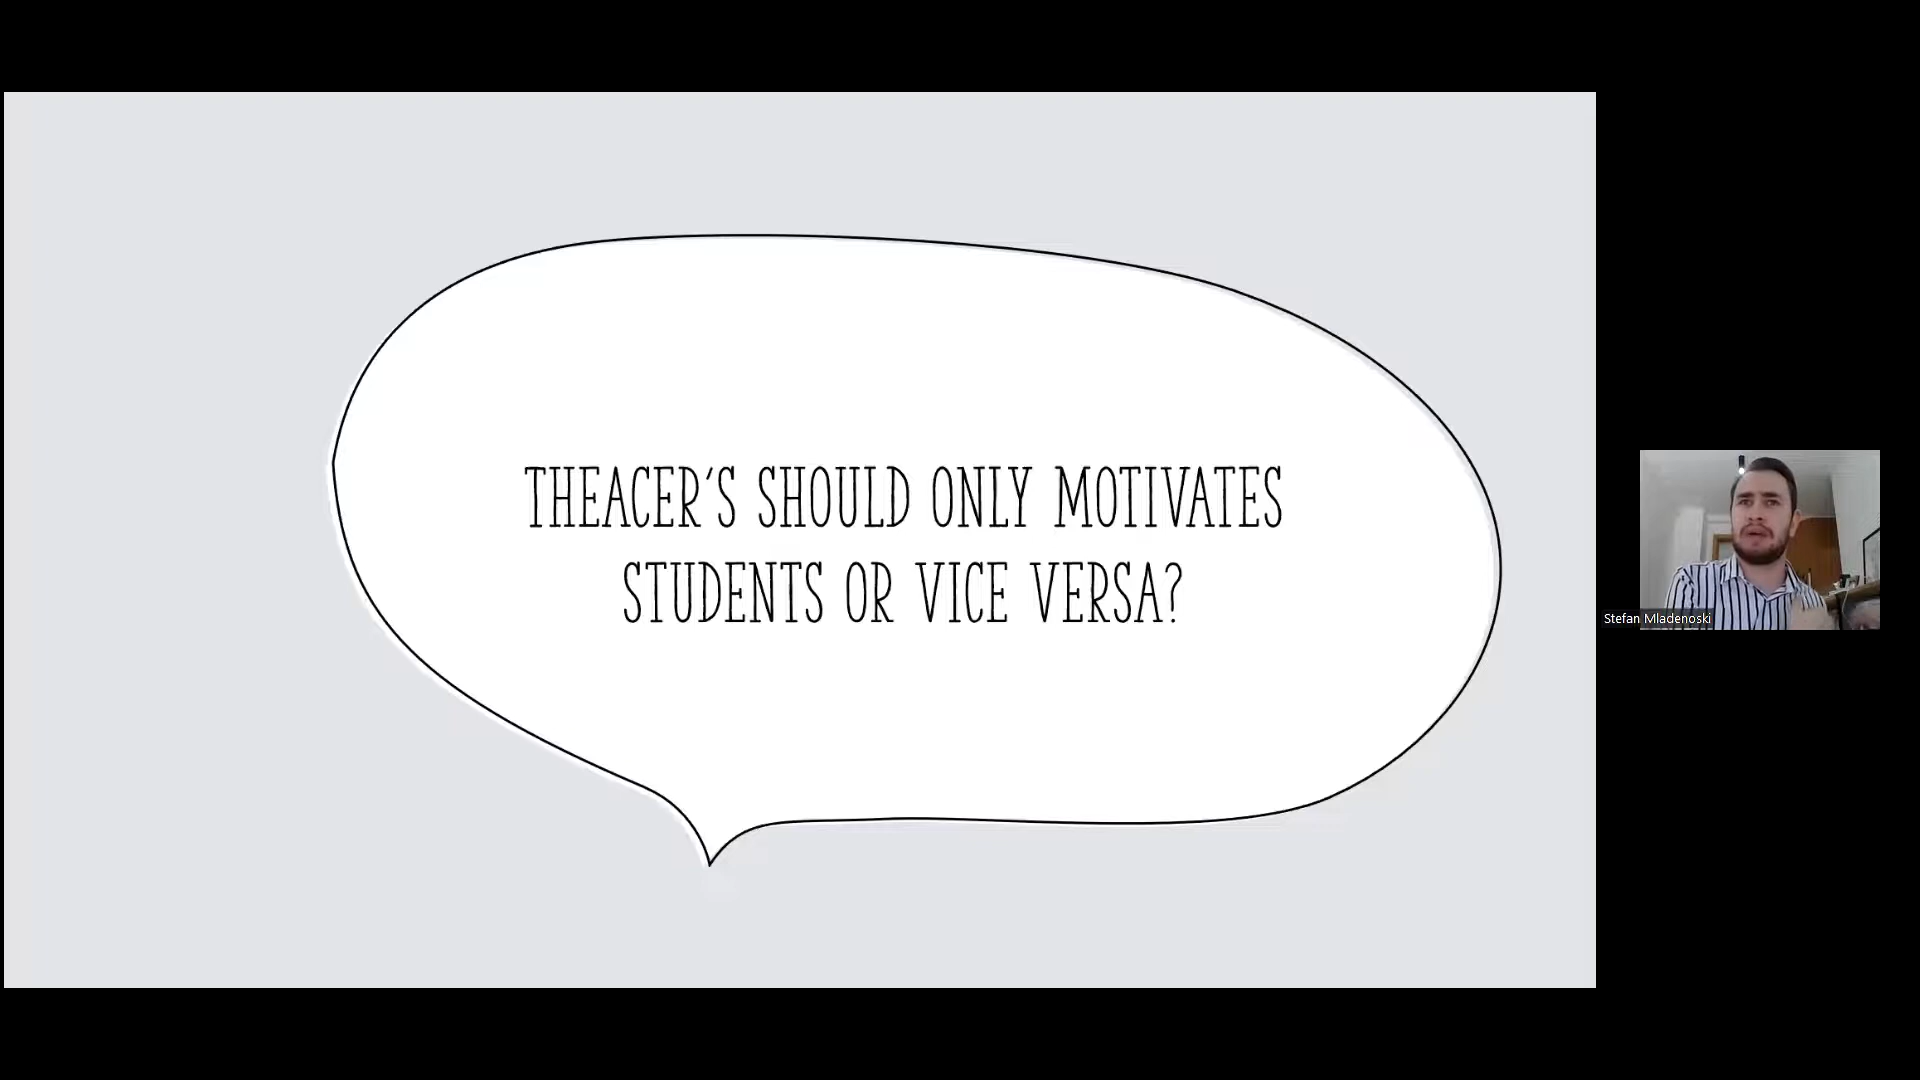 THEACER'S SHOULD ONLY MOTIVATES
STUDENTS OR VICE VERSA?
Stefan Mladenoski